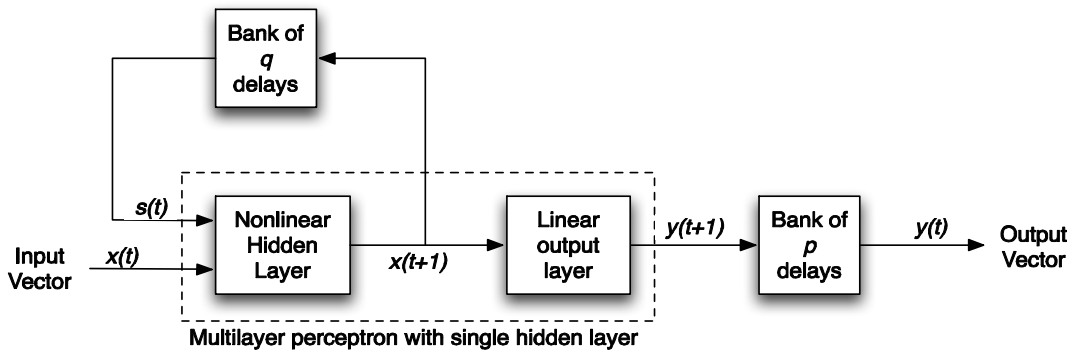 Bank of
q
delays
s(t)
Input
Vector
x(t)
Nonlinear
Hidden
Layer
x(t+1)
Linear
output
layer
y(t+1)
Bank of
p
delays
y(t)
Output
Vector
Multilayer perceptron with single hidden layer